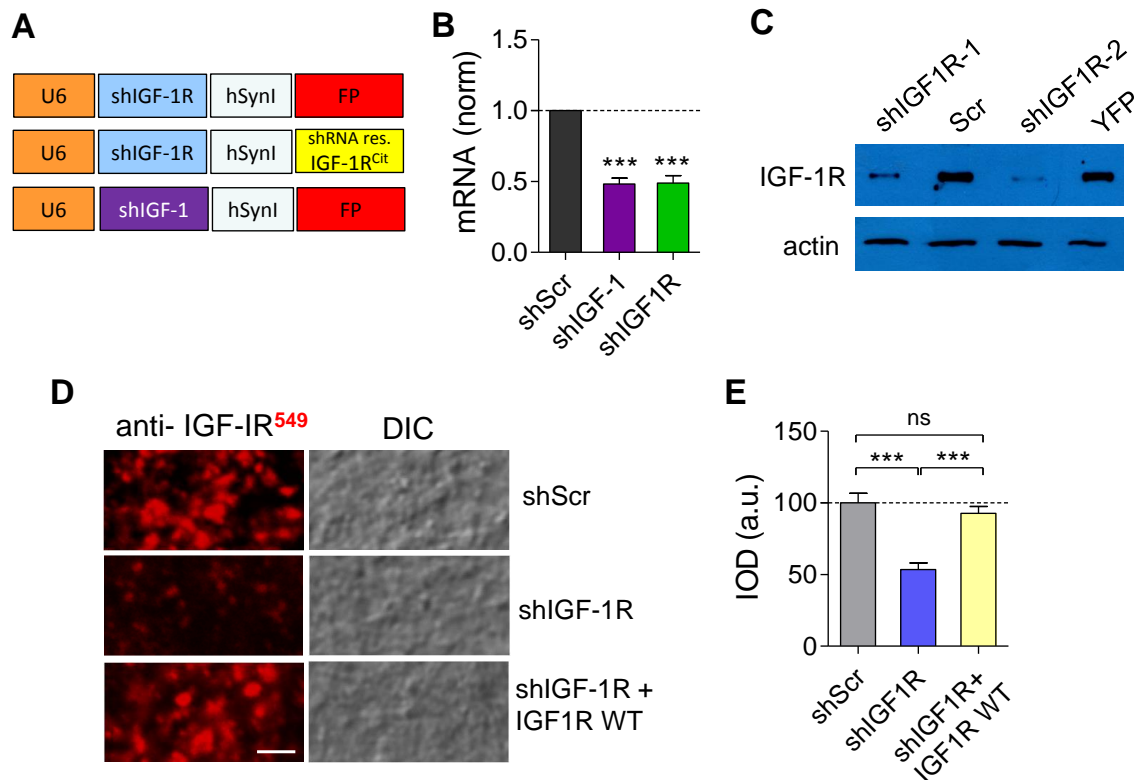 A
U6 shIGF-1R hSynI FP
U6 shIGF-1R hSynI shRNA res.
IGF-1R^Cit
U6 shIGF-1 hSynI FP
B
mRNA (norm)
1.5
1.0
0.5
0.0
*** ***
shScr
shIGF-1
shIGF1R
C
shIGF1R-1
Scr
shIGF1R-2
YFP
IGF-1R
actin
D
anti- IGF-IR^549
DIC
shScr
shIGF-1R
shIGF-1R +
IGF1R WT
E
IOD (a.u.)
150
100
50
0
ns
*** ***
shScr
shIGF1R
shIGF1R+
IGF1R WT